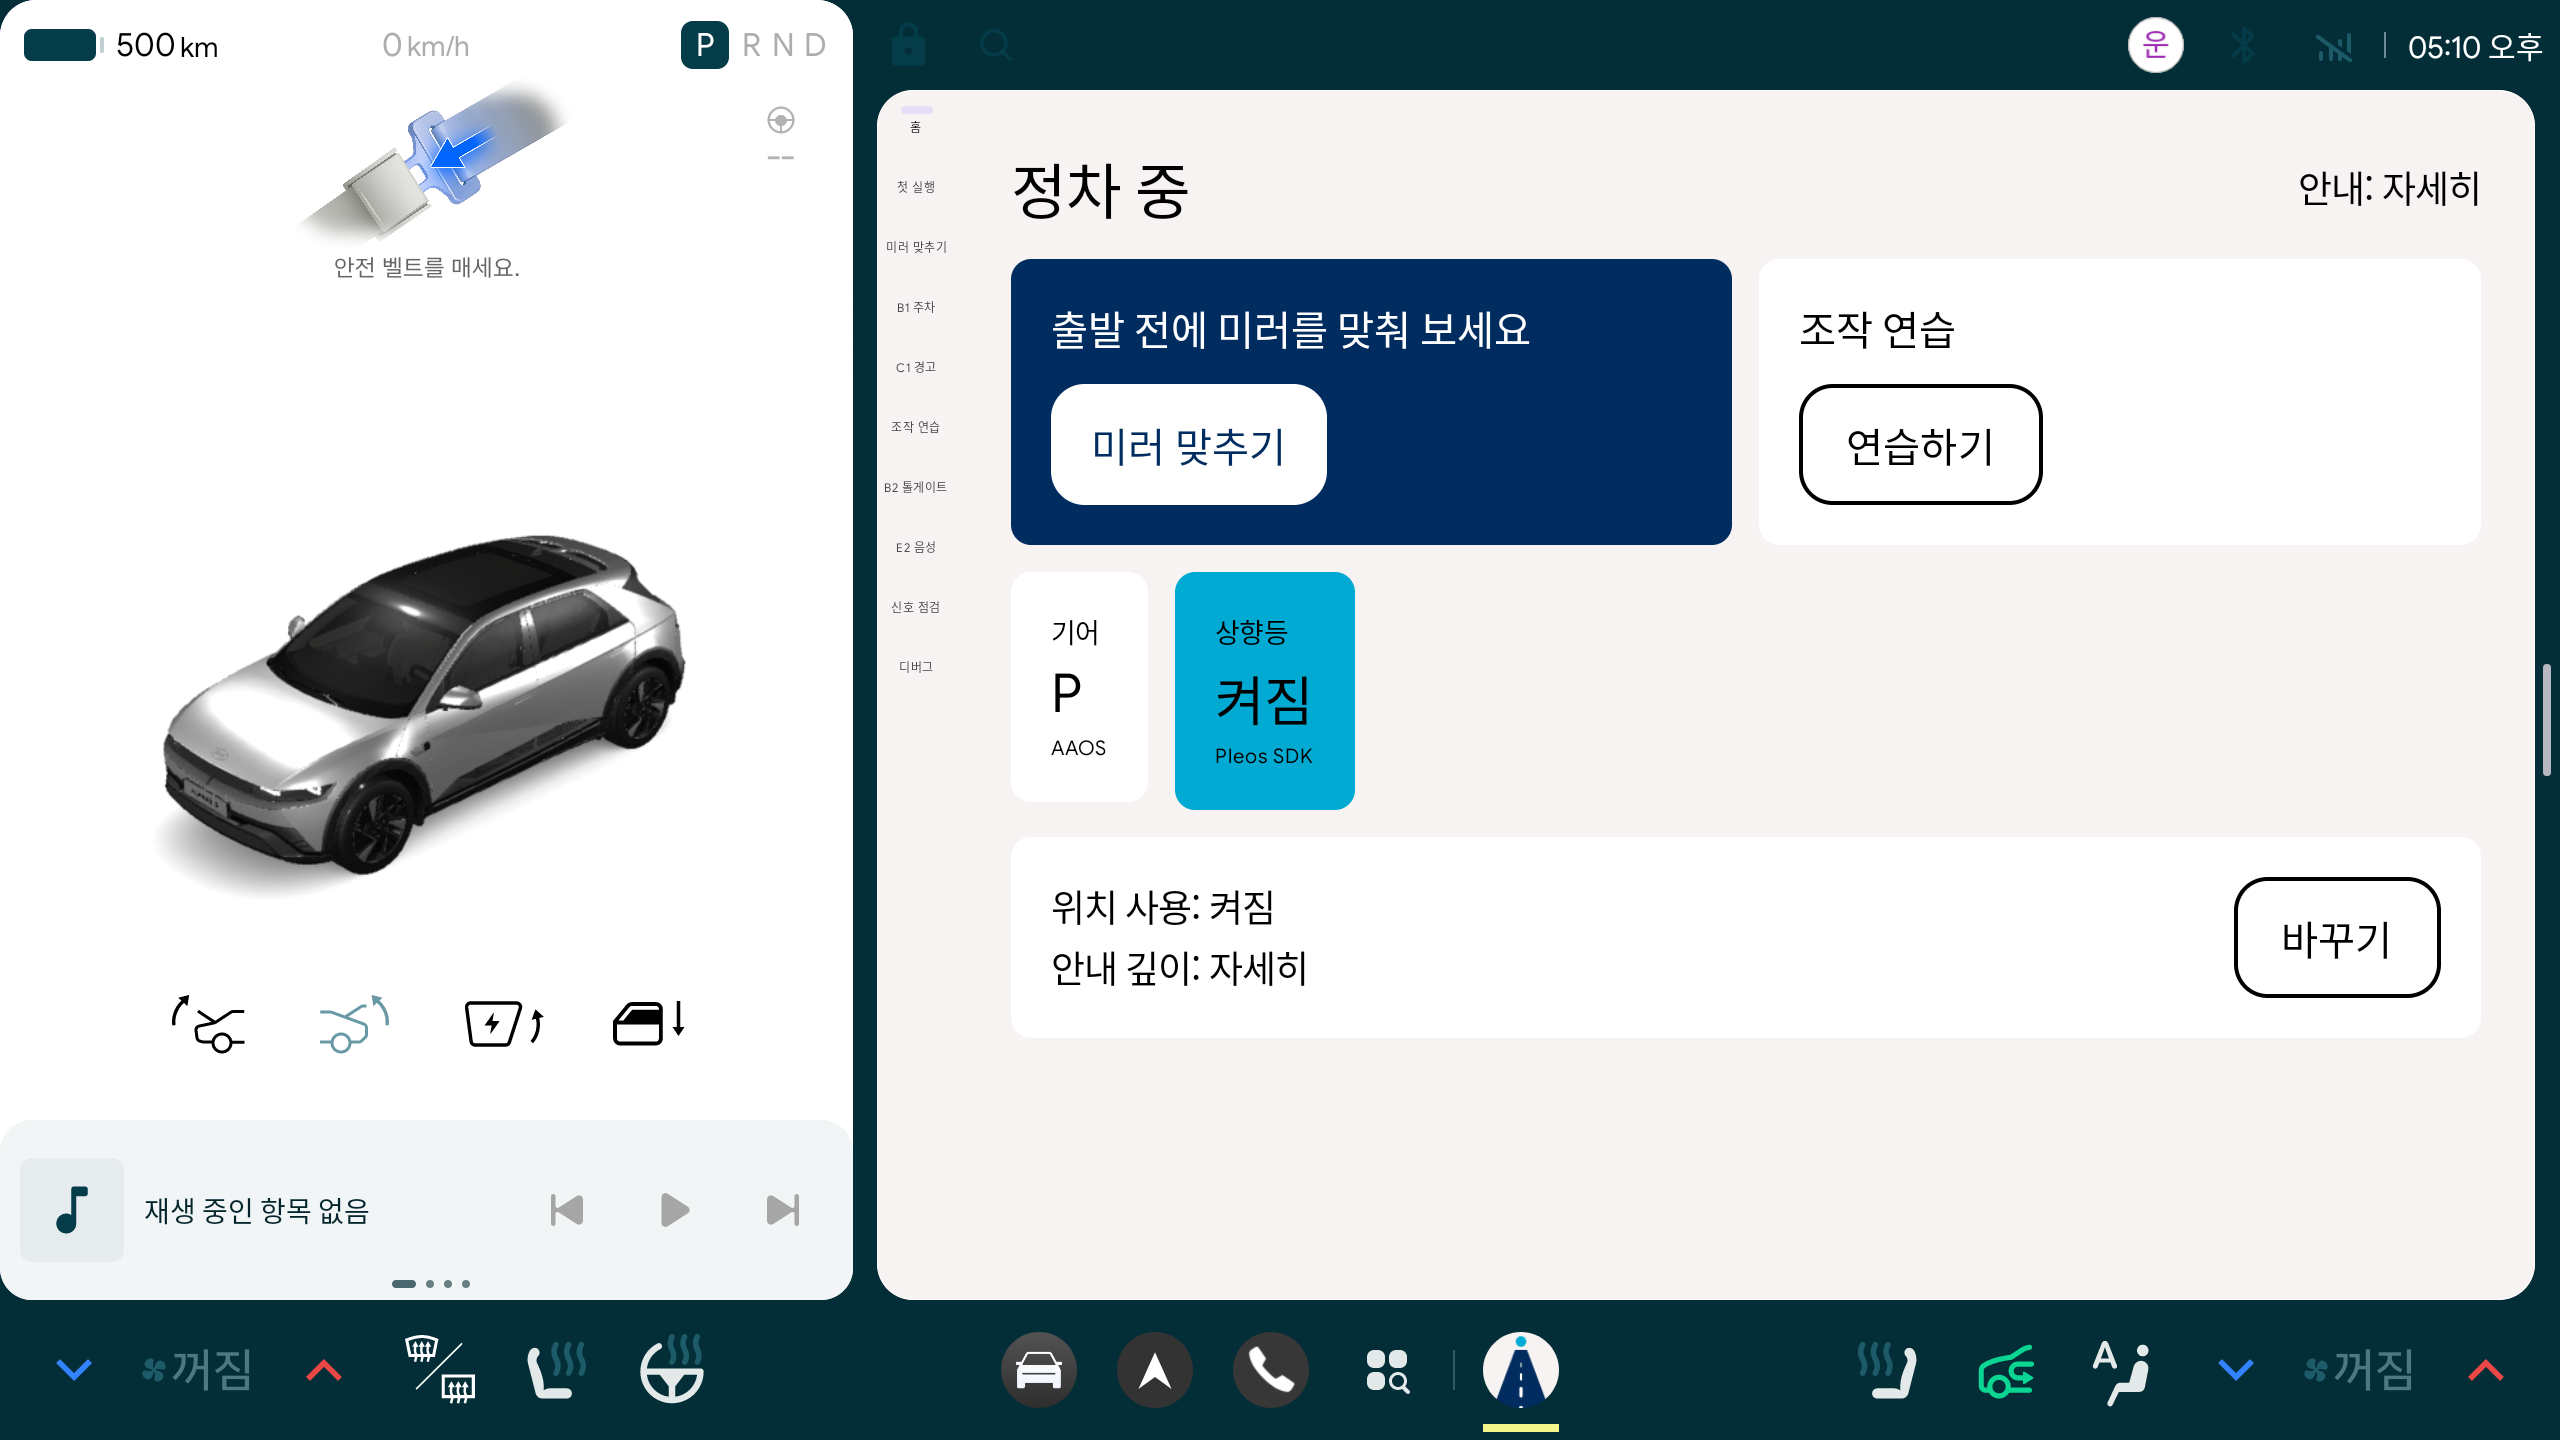 500 km
0 km/h
P R N D
안전 벨트를 매세요.
재생 중인 항목 없음
운
05:10 오후
홈
첫 실행
미러 맞추기
B1 주차
C1 경고
조작 연습
B2 톨게이트
E2 음성
신호 점검
디버그
정차 중
안내: 자세히
출발 전에 미러를 맞춰 보세요
미러 맞추기
조작 연습
연습하기
기어
P
AAOS
상향등
켜짐
Pleos SDK
위치 사용: 켜짐
안내 깊이: 자세히
바꾸기
꺼짐
A
꺼짐